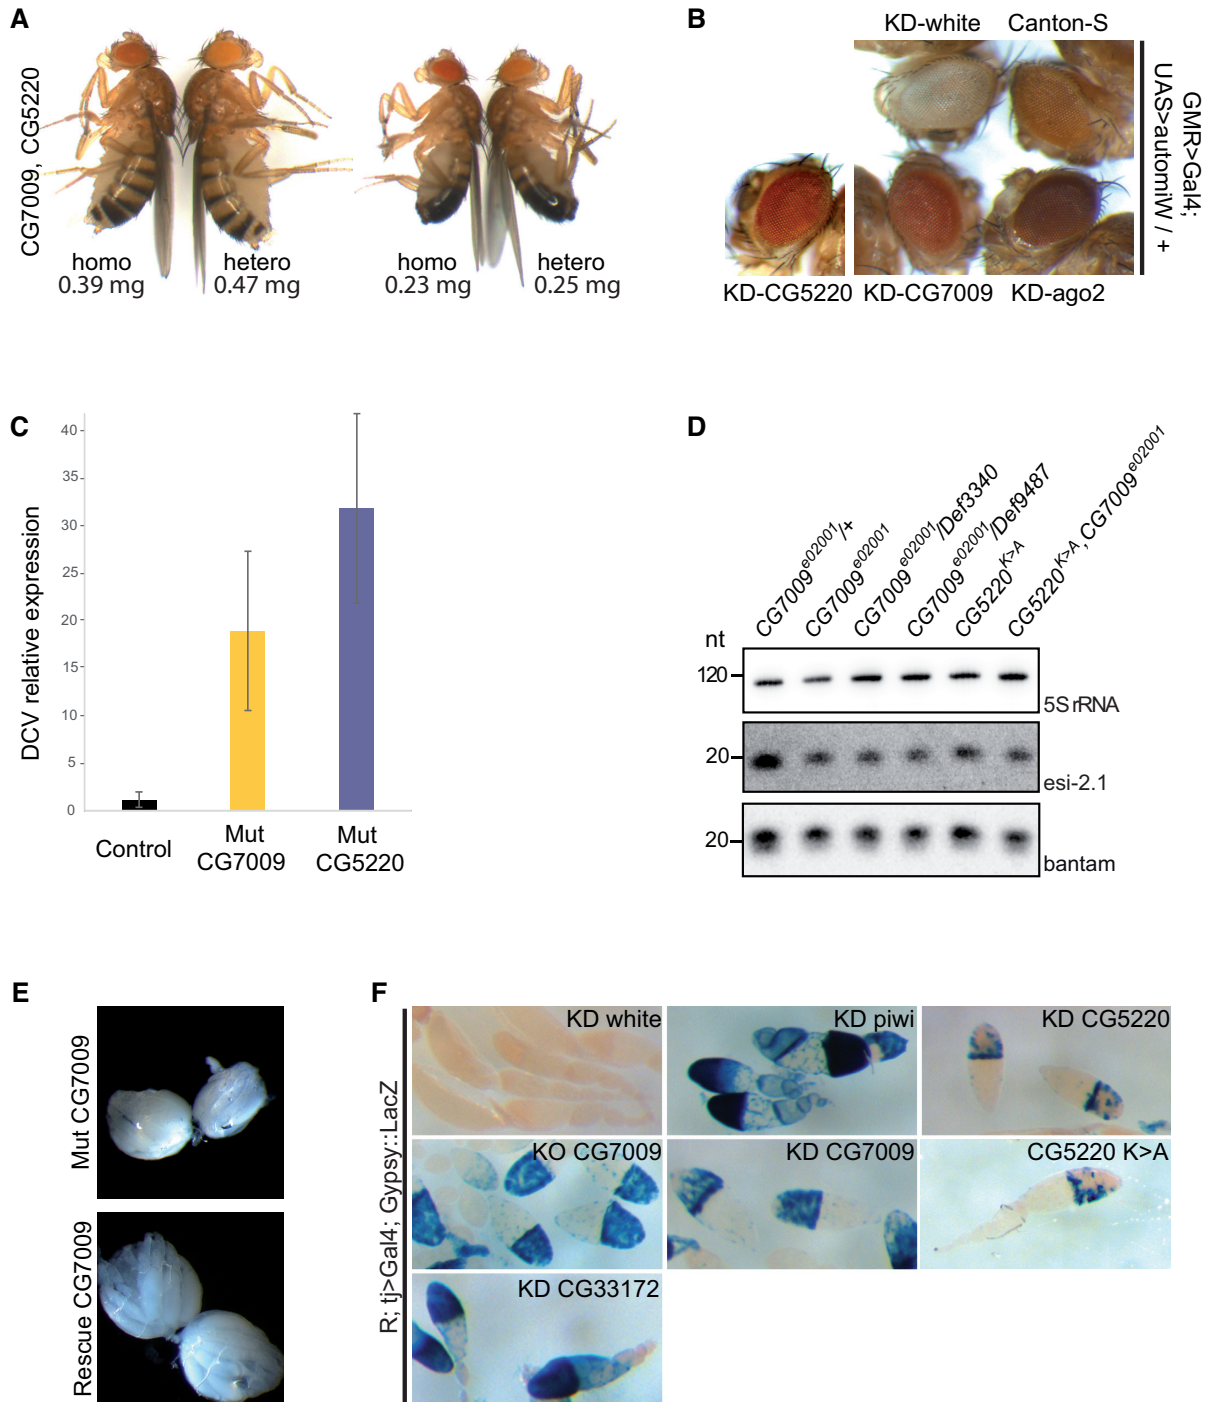 A
CG7009, CG5220
homo
0.39 mg
hetero
0.47 mg
homo
0.23 mg
hetero
0.25 mg
B
KD-white
Canton-S
KD-CG5220
KD-CG7009
KD-ago2
GMR>Gal4;
UAS>automiW / +
C
DCV relative expression
40
35
30
25
20
15
10
5
0
Control
Mut
CG7009
Mut
CG5220
D
CG7009e02001/+
CG7009e02001
CG7009e02001/Def3340
CG7009e02001/Def9487
CG5220K>A
CG5220K>A, CG7009e02001
nt
120
5SrRNA
20
esi-2.1
20
bantam
E
Mut CG7009
Rescue CG7009
F
R; tj>Gal4; Gypsy::LacZ
KD white
KD piwi
KD CG5220
KO CG7009
KD CG7009
CG5220 K>A
KD CG33172